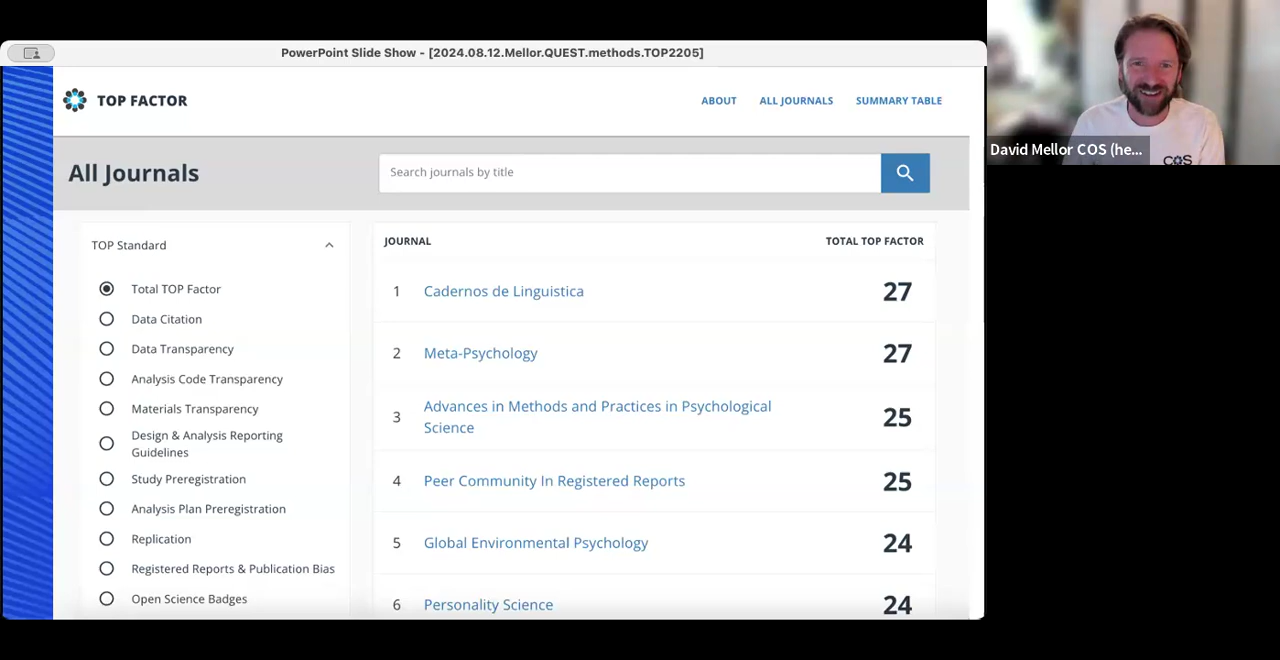 PowerPoint Slide Show - [2024.08.12.Mellor.QUEST.methods.TOP2205]
TOP FACTOR
ABOUT
ALL JOURNALS
SUMMARY TABLE
All Journals
Search journals by title
TOP Standard
Total TOP Factor
Data Citation
Data Transparency
Analysis Code Transparency
Materials Transparency
Design & Analysis Reporting
Guidelines
Study Preregistration
Analysis Plan Preregistration
Replication
Registered Reports & Publication Bias
Open Science Badges
JOURNAL TOTAL TOP FACTOR
1 Cadernos de Linguistica 27
2 Meta-Psychology 27
3 Advances in Methods and Practices in Psychological
Science 25
4 Peer Community In Registered Reports 25
5 Global Environmental Psychology 24
6 Personality Science 24
David Mellor COS (he...
COS